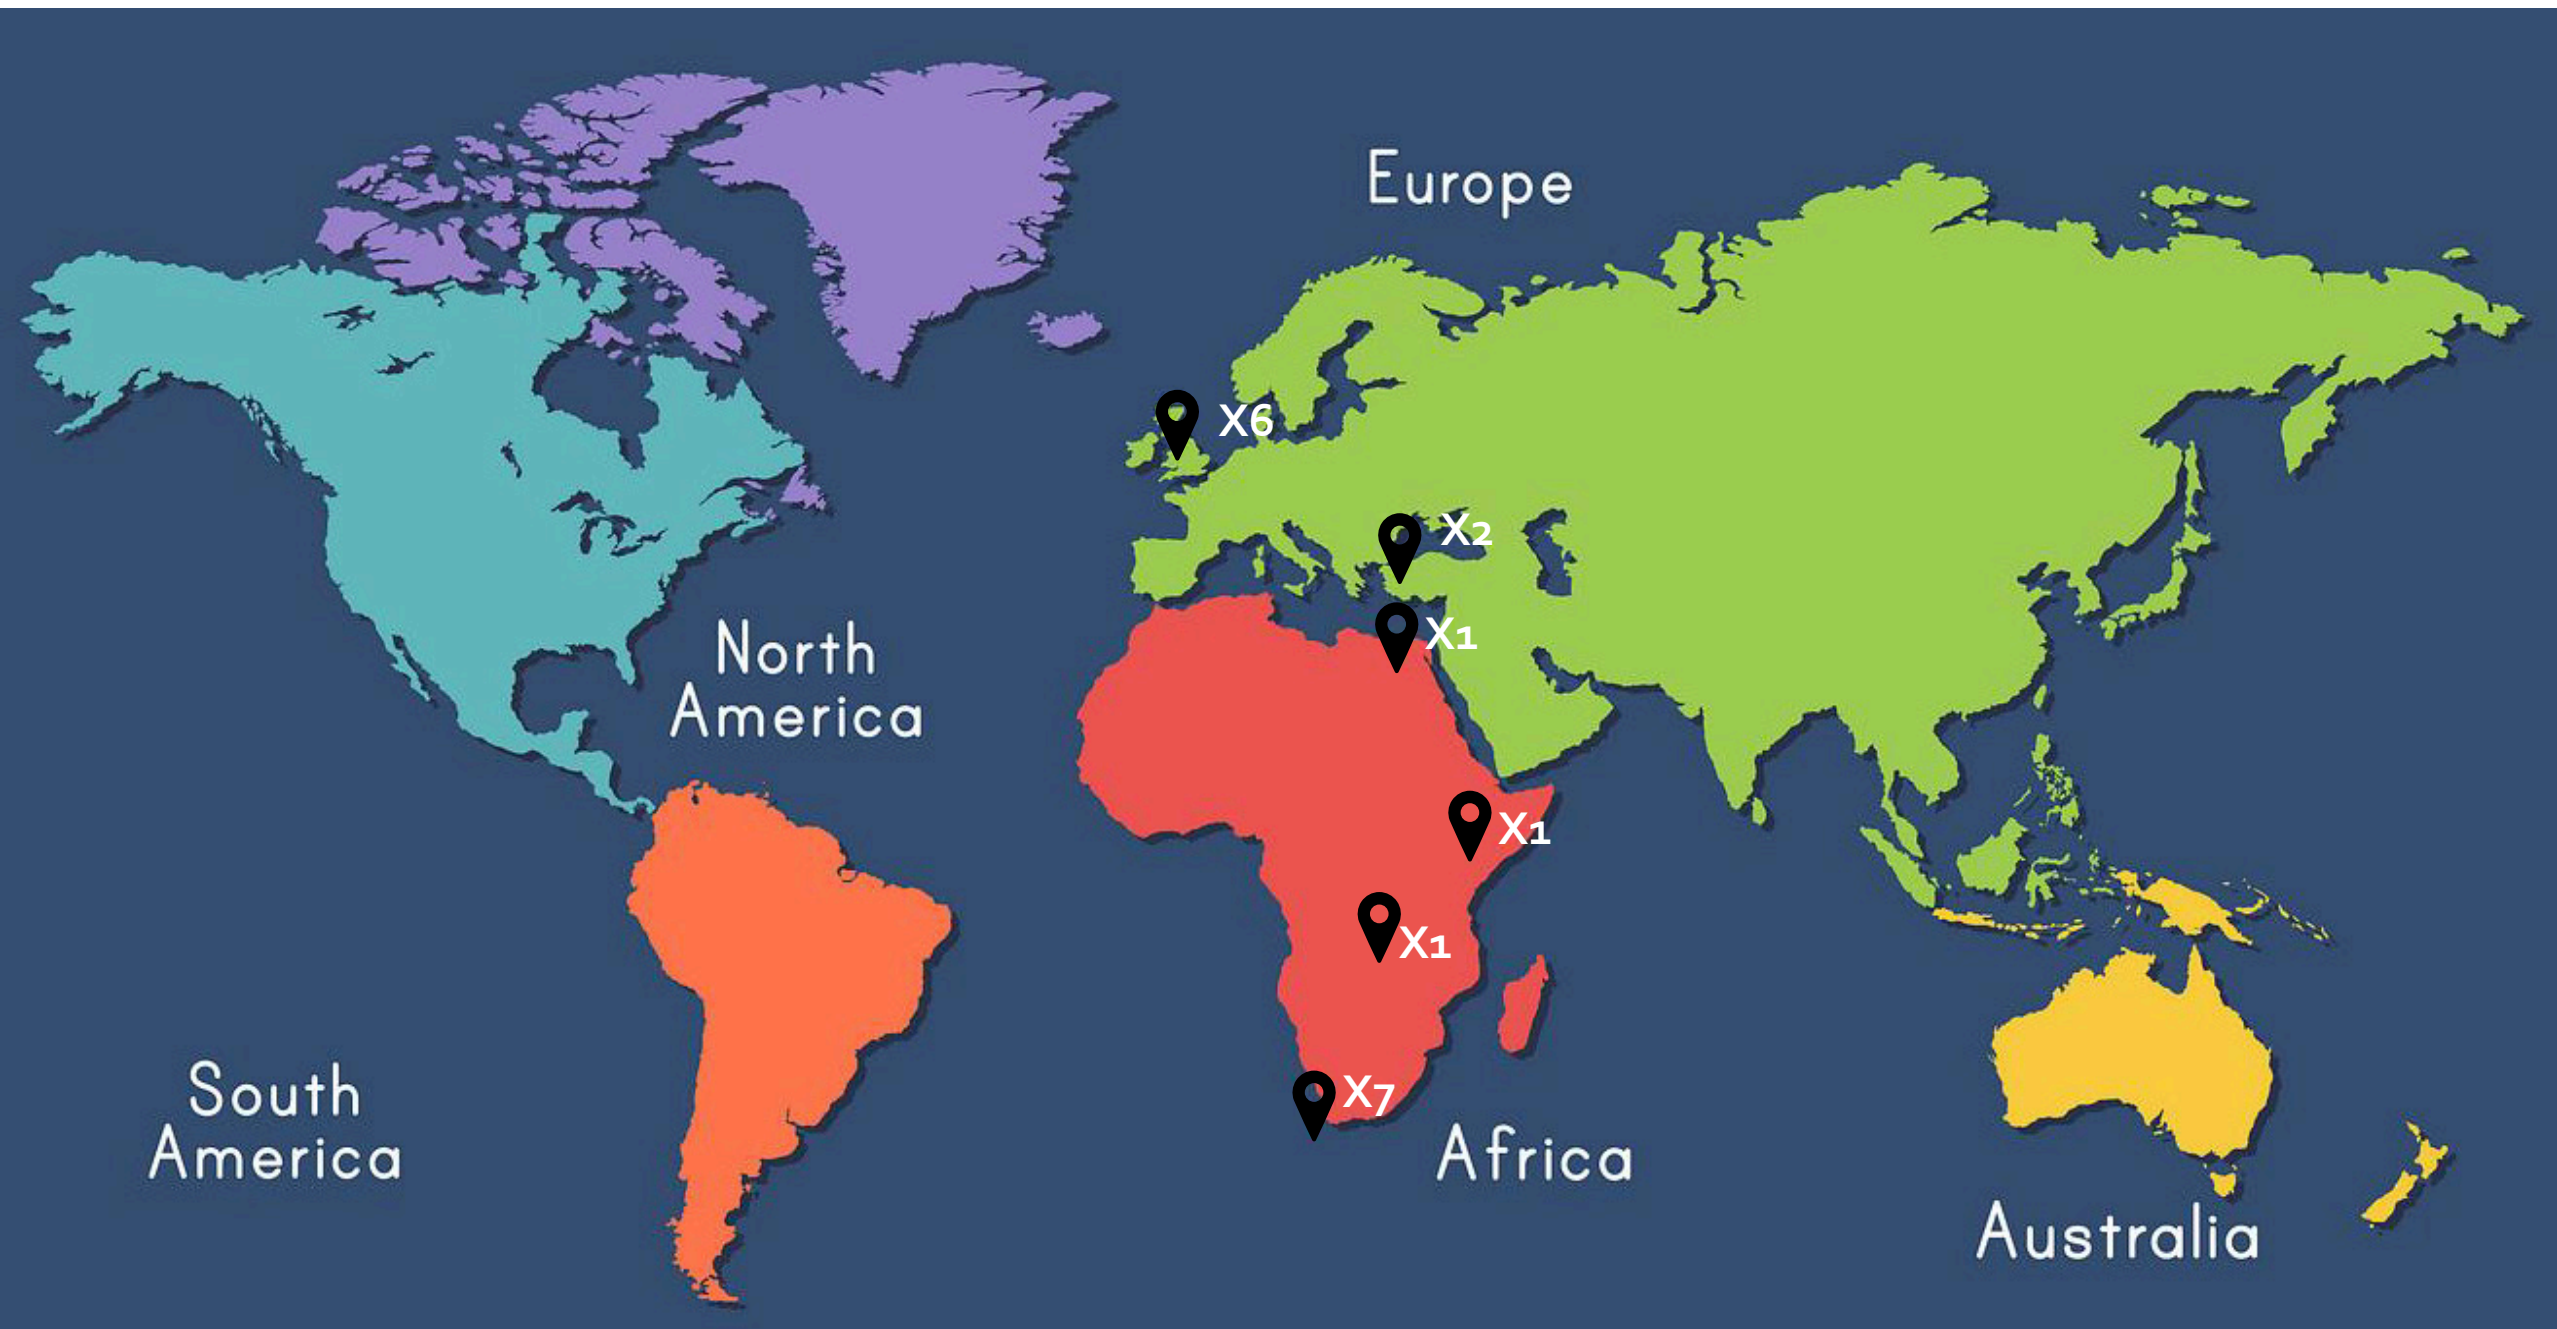 Europe
X6
X2
X1
North
America
X1
X1
South
America
X7
Africa
Australia